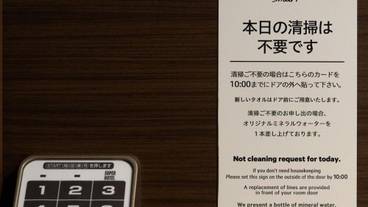 本日の清掃は
不要です
清掃ご不要の場合はこちらのカードを
10:00までにドアの外へ貼って下さい。
新しいタオルはドア前にご用意いたします。
清掃ご不要のお申し出の場合、
オリジナルミネラルウォーターを
1本差し上げております。
Not cleaning request for today.
If you don't need housekeeping
Please set this sign on the outside of the door by 10:00
A replacement of linens are provided
in front of your room door
We present a bottle of mineral water.
SUPER
HOTEL
1 2 3